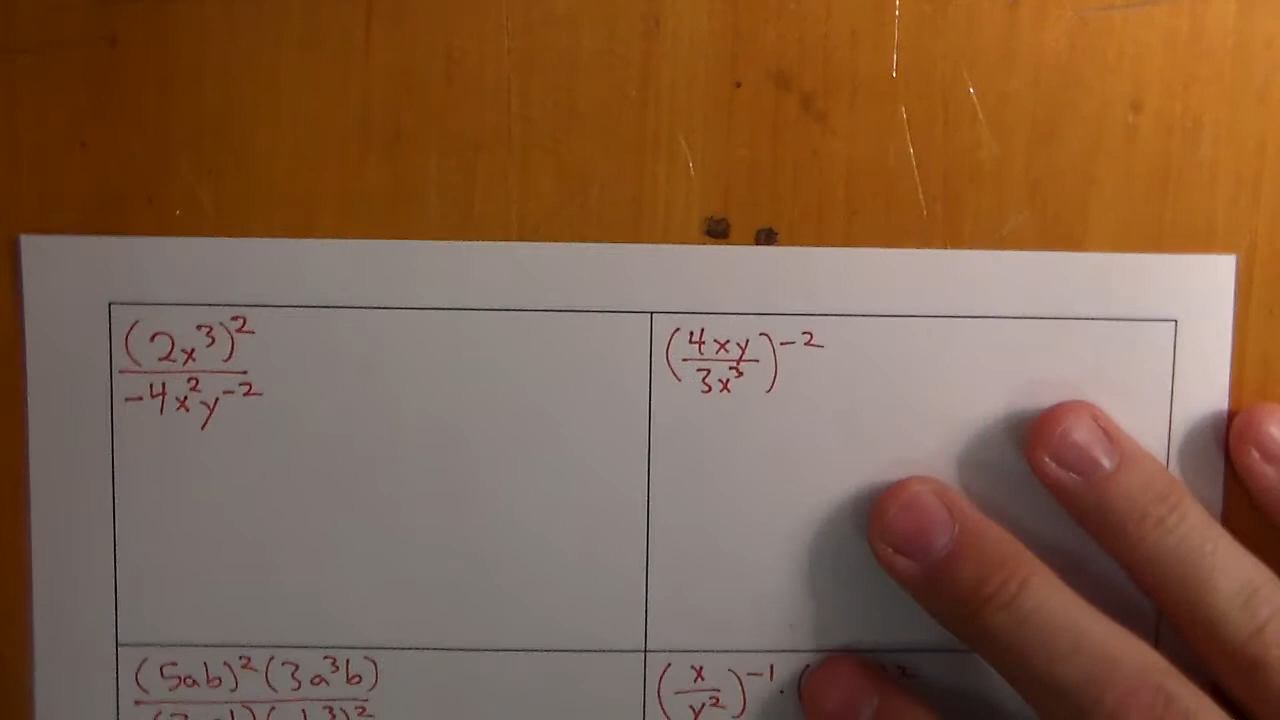 (2x³)²
-4x²y⁻²
(4xy
3x³)⁻²
(5ab)²(3a³b)
(x
y²)⁻¹ · (